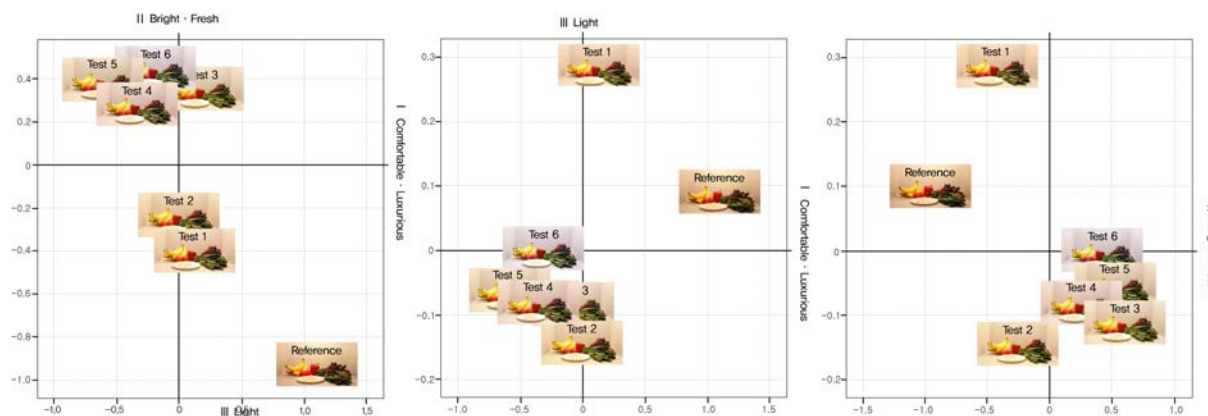 II Bright · Fresh
0.4
0.2
0
−0.2
−0.4
−0.6
−0.8
−1.0
−1,0
−0,5
0
0,5
1,0
1,5
III Light
I Comfortable · Luxurious
Test 6
Test 5
est 3
Test 4
Test 2
Test 1
Reference
III Light
0.3
0.2
0.1
0
−0.1
−0.2
−1.0
−0.5
0
0.5
1.0
1.5
I Comfortable · Luxurious
Test 1
Reference
Test 6
Test 5
Test 4
3
Test 2
0.3
0.2
0.1
0
−0.1
−0.2
−1.5
−1.0
−0.5
0
0.5
1.0
Test 1
Reference
Test 6
Test 5
Test 4
Test 3
Test 2